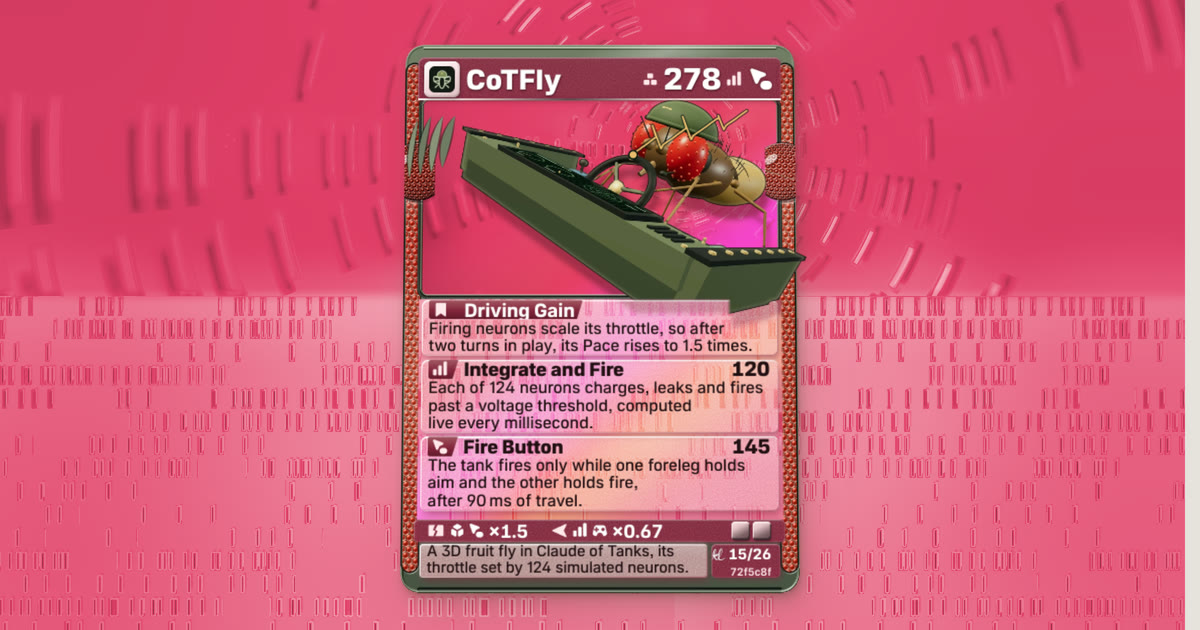 CoTFly
278
Driving Gain
Firing neurons scale its throttle, so after
two turns in play, its Pace rises to 1.5 times.
Integrate and Fire 120
Each of 124 neurons charges, leaks and fires
past a voltage threshold, computed
live every millisecond.
Fire Button 145
The tank fires only while one foreleg holds
aim and the other holds fire,
after 90 ms of travel.
×1.5 ×0.67
A 3D fruit fly in Claude of Tanks, its
throttle set by 124 simulated neurons.
15/26
72f5c8f